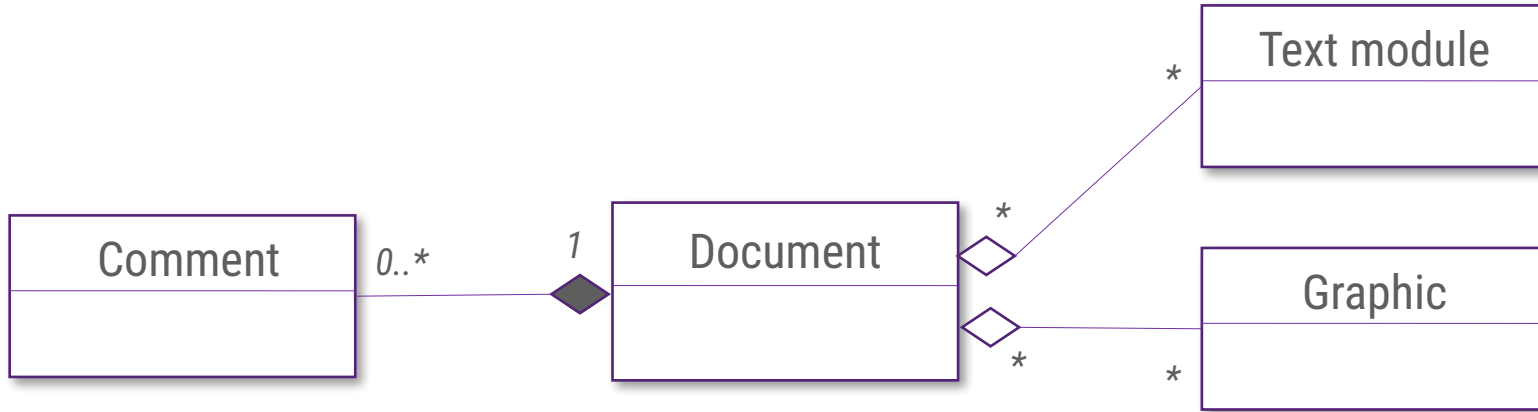 Text module
*
*
1
Comment
0..*
Document
Graphic
*
*